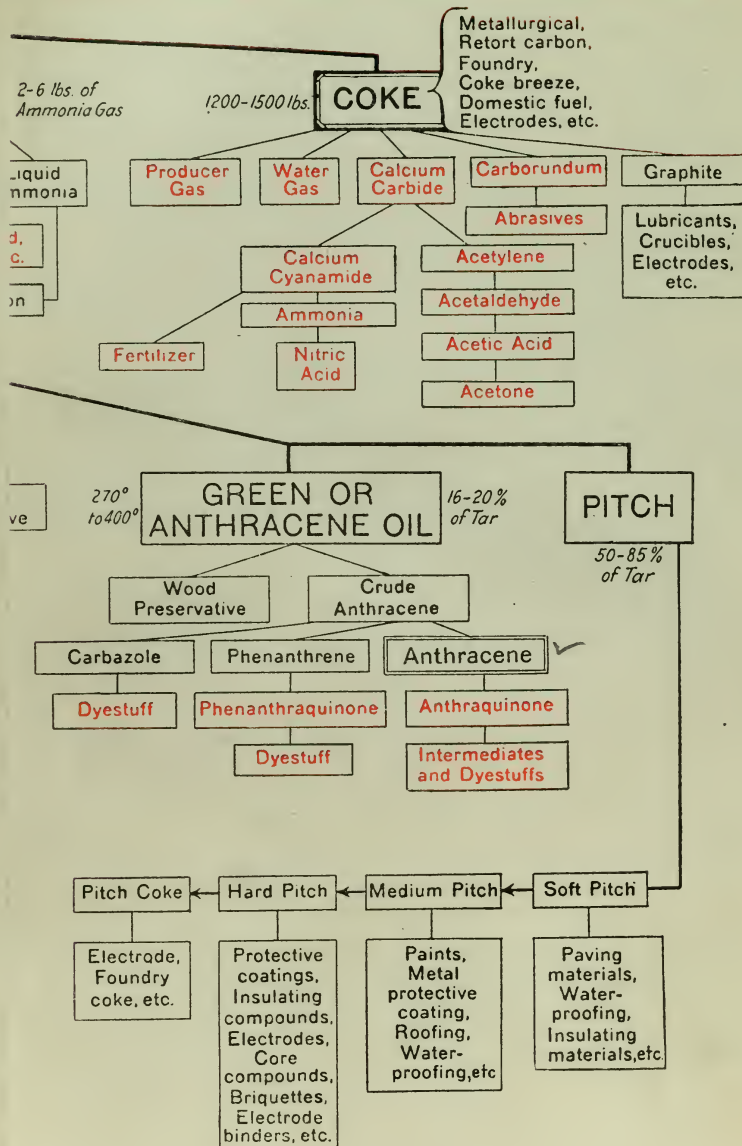 Metallurgical,
Retort carbon,
Foundry,
Coke breeze,
Domestic fuel,
Electrodes, etc.
2-6 lbs. of
Ammonia Gas
1200-1500 lbs.
COKE
Liquid
mmonia
d,
c.
on
Producer
Gas
Water
Gas
Calcium
Carbide
Carborundum
Graphite
Abrasives
Lubricants,
Crucibles,
Electrodes,
etc.
Calcium
Cyanamide
Acetylene
Ammonia
Acetaldehyde
Fertilizer
Nitric
Acid
Acetic Acid
Acetone
ve
270°
to 400°
GREEN OR
ANTHRACENE OIL
16-20%
of Tar
PITCH
50-85%
of Tar
Wood
Preservative
Crude
Anthracene
Carbazole
Phenanthrene
Anthracene
Dyestuff
Phenanthraquinone
Anthraquinone
Dyestuff
Intermediates
and Dyestuffs
Pitch Coke
Hard Pitch
Medium Pitch
Soft Pitch
Electrode,
Foundry
coke, etc.
Protective
coatings,
Insulating
compounds,
Electrodes,
Core
compounds,
Briquettes,
Electrode
binders, etc.
Paints,
Metal
protective
coating,
Roofing,
Water-
proofing, etc
Paving
materials,
Water-
proofing,
Insulating
materials, etc.